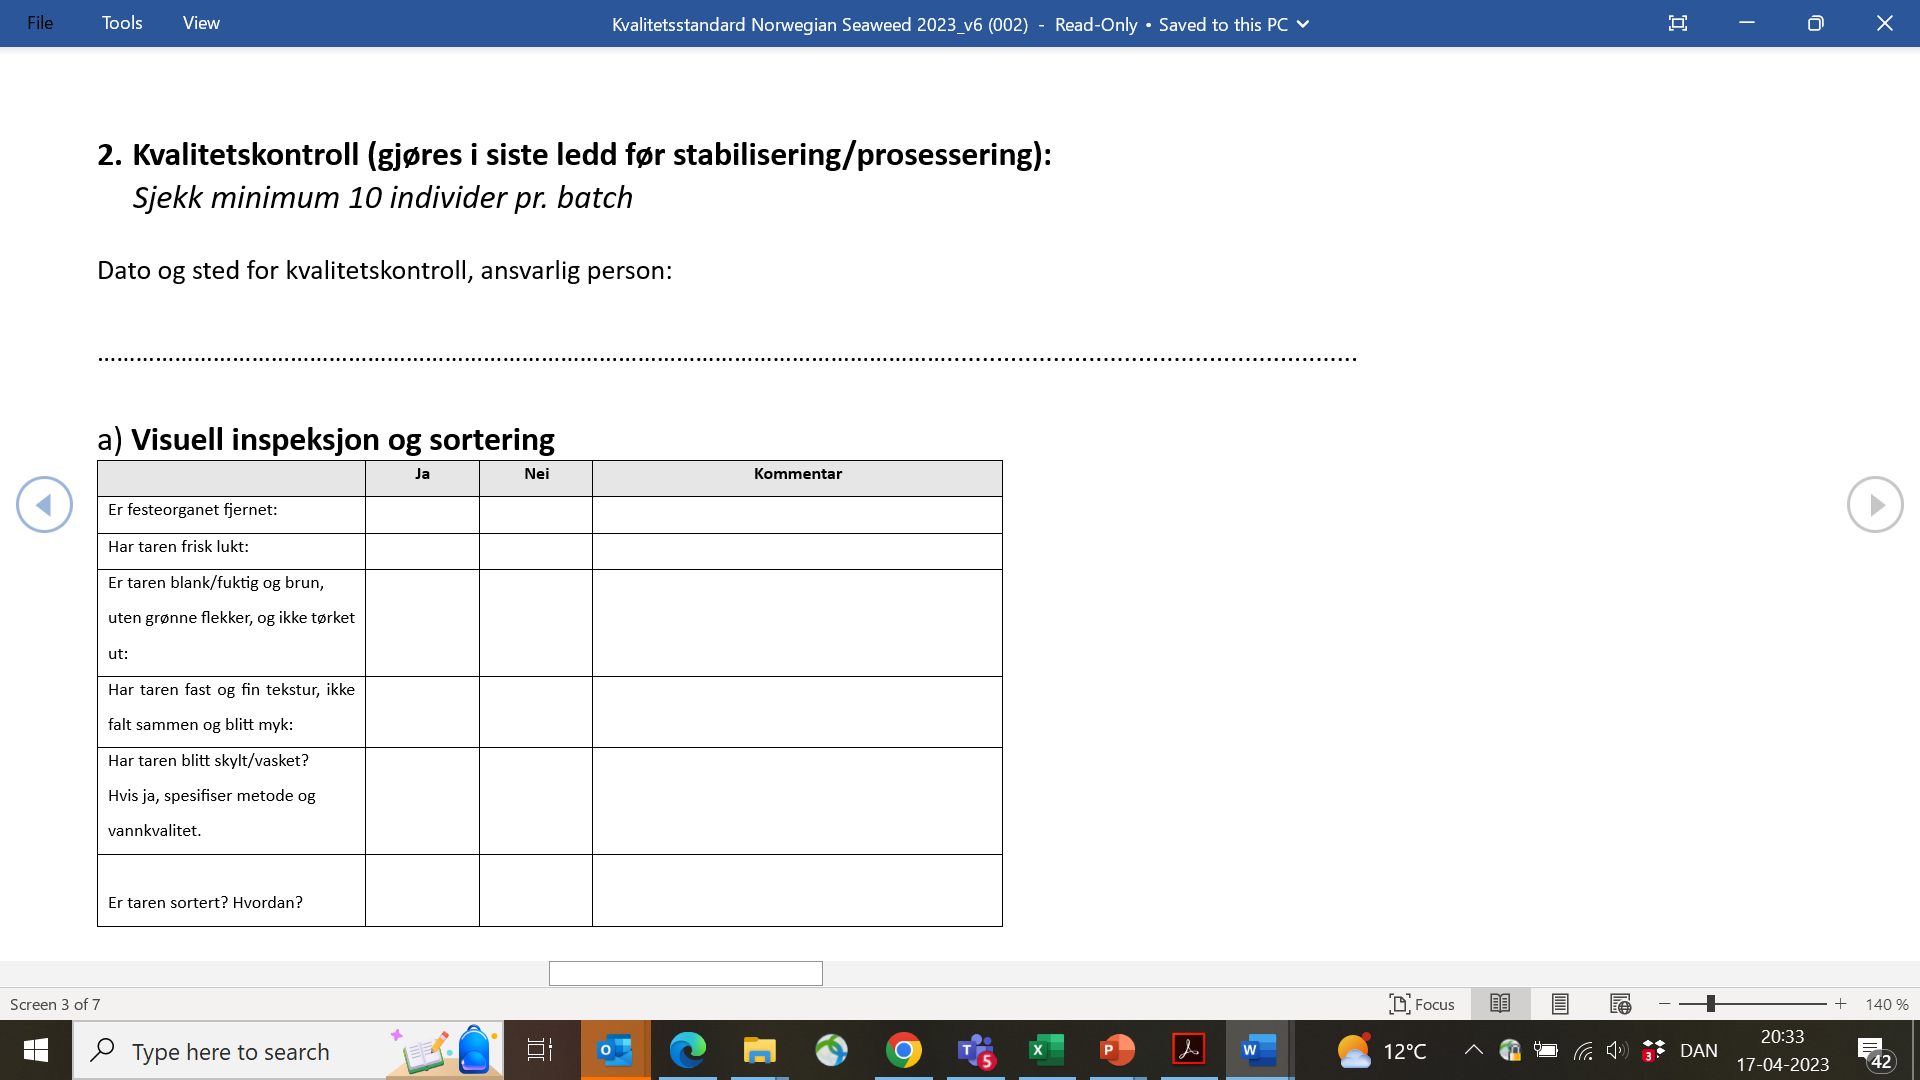 File Tools View Kvalitetsstandard Norwegian Seaweed 2023_v6 (002) - Read-Only • Saved to this PC
2. Kvalitetskontroll (gjøres i siste ledd før stabilisering/prosessering):
Sjekk minimum 10 individer pr. batch
Dato og sted for kvalitetskontroll, ansvarlig person:
a) Visuell inspeksjon og sortering
Ja Nei Kommentar
Er festeorganet fjernet:
Har taren frisk lukt:
Er taren blank/fuktig og brun,
uten grønne flekker, og ikke tørket
ut:
Har taren fast og fin tekstur, ikke
falt sammen og blitt myk:
Har taren blitt skylt/vasket?
Hvis ja, spesifiser metode og
vannkvalitet.
Er taren sortert? Hvordan?
Screen 3 of 7 Focus 140 %
Type here to search 5 12°C 3 DAN 20:33
17-04-2023 42